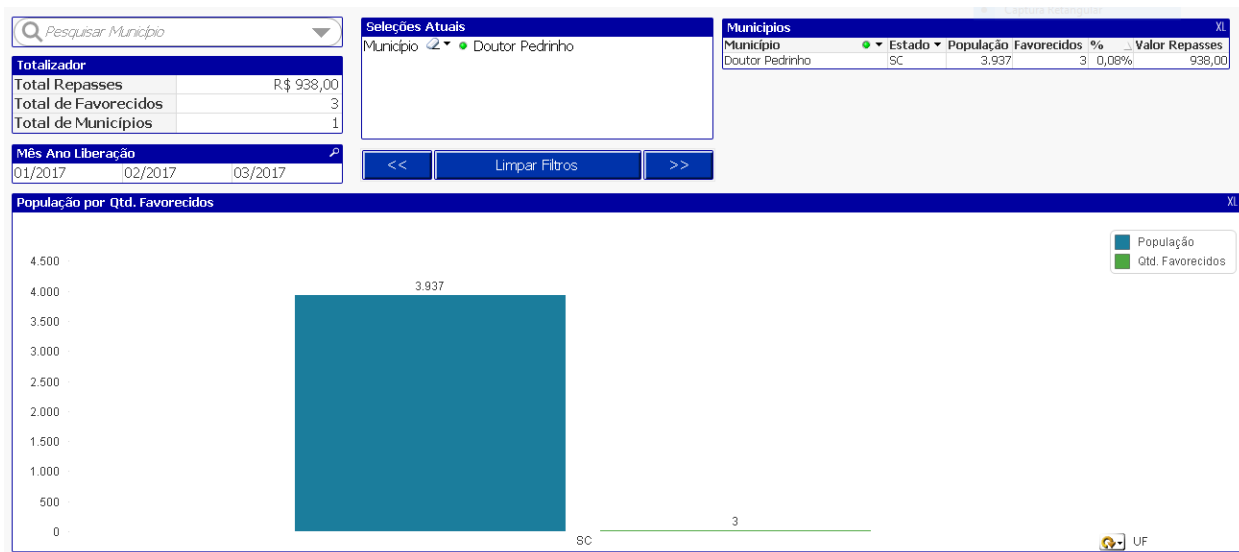 Captura Retangular
Pesquisar Município
Totalizador
Total Repasses R$ 938,00
Total de Favorecidos 3
Total de Municípios 1
Mês Ano Liberação
01/2017 02/2017 03/2017
Seleções Atuais
Município Doutor Pedrinho
<< Limpar Filtros >>
Municipios XL
Município Estado População Favorecidos % Valor Repasses
Doutor Pedrinho SC 3.937 3 0,08% 938,00
População por Qtd. Favorecidos XL
População
Qtd. Favorecidos
4.500
4.000
3.500
3.000
2.500
2.000
1.500
1.000
500
0
3.937
3
SC
UF